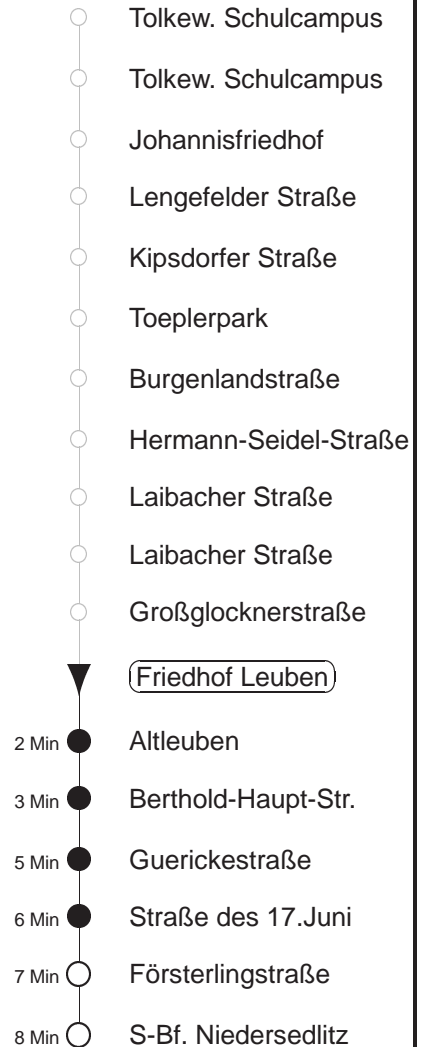 Tolkew. Schulcampus
Tolkew. Schulcampus
Johannisfriedhof
Lengefelder Straße
Kipsdorfer Straße
Toeplerpark
Burgenlandstraße
Hermann-Seidel-Straße
Laibacher Straße
Laibacher Straße
Großglocknerstraße
Friedhof Leuben
2 Min Altleuben
3 Min Berthold-Haupt-Str.
5 Min Guerickestraße
6 Min Straße des 17.Juni
7 Min Försterlingstraße
8 Min S-Bf. Niedersedlitz